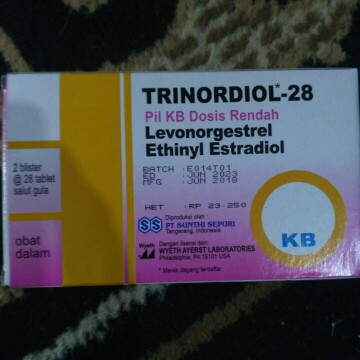 TRINORDIOL®-28
Pil KB Dosis Rendah
Levonorgestrel
Ethinyl Estradiol
2 blister
@ 28 tablet
salut gula
BATCH : E014T01
ED : JUN 2023
MFG : JUN 2018
HET : RP 23.250
obat
dalam
Diproduksi oleh :
SS PT SUNTHI SEPURI
Tangerang, Indonesia
Wyeth
Dengan lisensi dari :
WYETH AYERST LABORATORIES
Philadelphia, PA 19101 USA
* Merek dagang terdaftar
KB